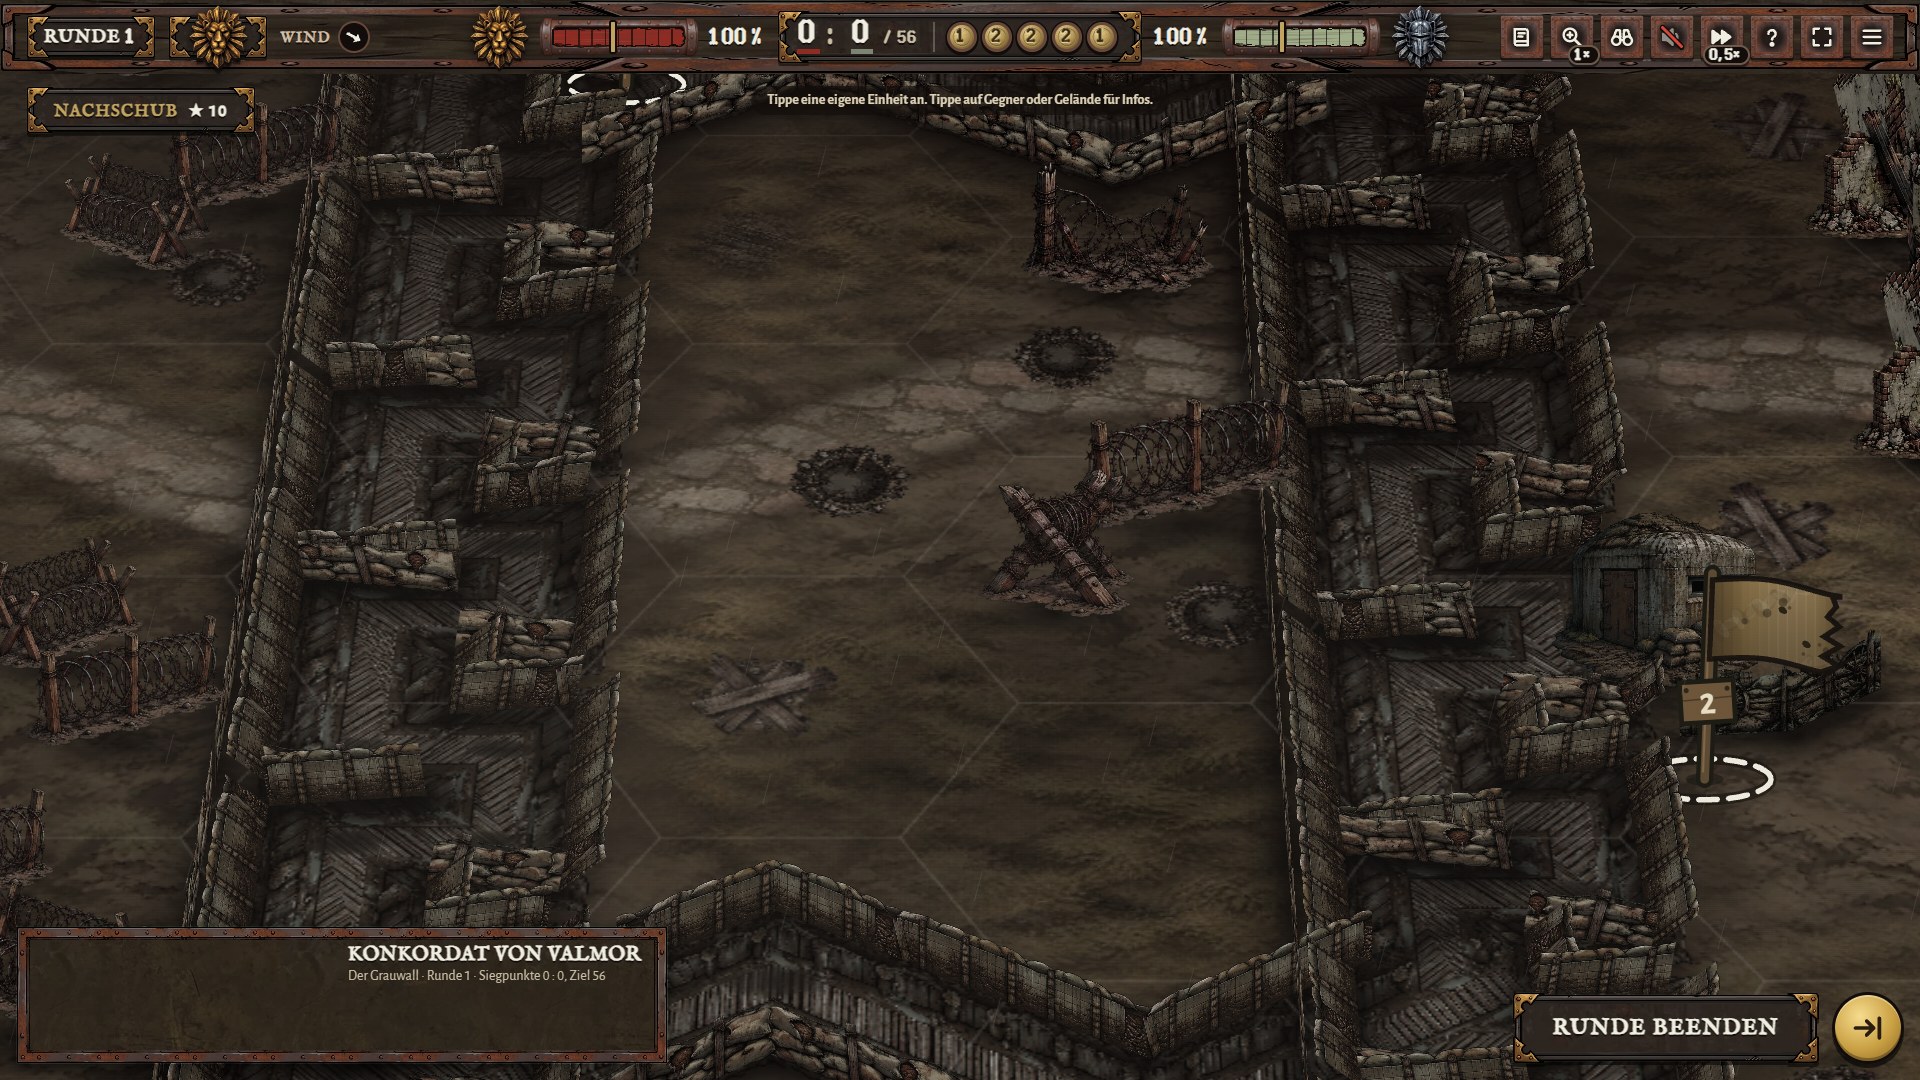 RUNDE 1
WIND
100 %
0 : 0 / 56
1 2 2 2 1
100 %
1×
0,5×
?
NACHSCHUB ★ 10
Tippe eine eigene Einheit an. Tippe auf Gegner oder Gelände für Infos.
2
KONKORDAT VON VALMOR
Der Grauwall · Runde 1 · Siegpunkte 0 : 0, Ziel 56
RUNDE BEENDEN